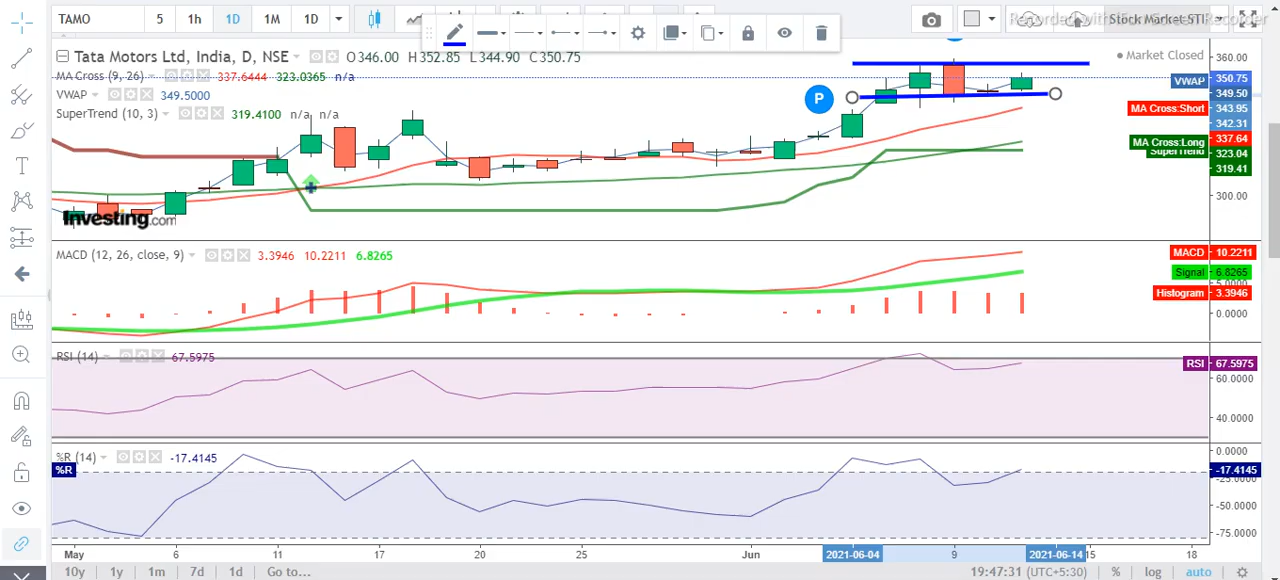 TAMO 5 1h 1D 1M 1D Stock Market STI
Tata Motors Ltd, India, D, NSE O346.00 H352.85 L344.90 C350.75
Market Closed
360.00
MA Cross (9, 26) 337.6444 323.0365 n/a
VWAP 350.75
VWAP 349.5000
349.50
MA Cross:Short 343.95
SuperTrend (10, 3) 319.4100 n/a n/a
342.31
337.64
P
MA Cross:Long
SuperTrend 323.04
319.41
300.00
Investing.com
MACD (12, 26, close, 9) 3.3946 10.2211 6.8265
MACD 10.2211
Signal 6.8265
5.0000
Histogram 3.3946
0.0000
RSI (14) 67.5975
RSI 67.5975
60.0000
40.0000
%R (14) -17.4145
0.0000
%R
-17.4145
-25.0000
-50.0000
-75.0000
May 6 11 17 20 25 Jun 2021-06-04 9 2021-06-14 15 18
10y 1y 1m 7d 1d Go to... 19:47:31 (UTC+5:30) % log auto